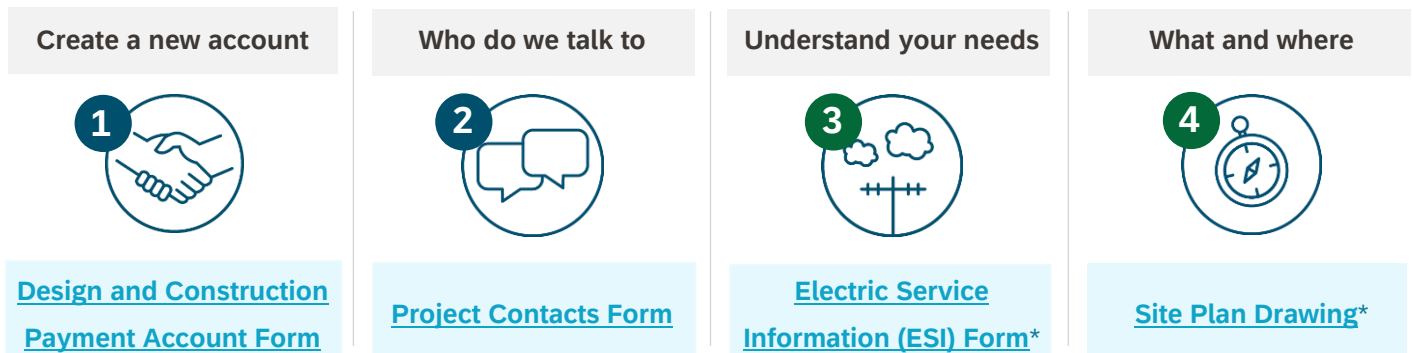 Create a new account
1
Design and Construction
Payment Account Form
Who do we talk to
2
Project Contacts Form
Understand your needs
3
Electric Service
Information (ESI) Form*
What and where
4
Site Plan Drawing*